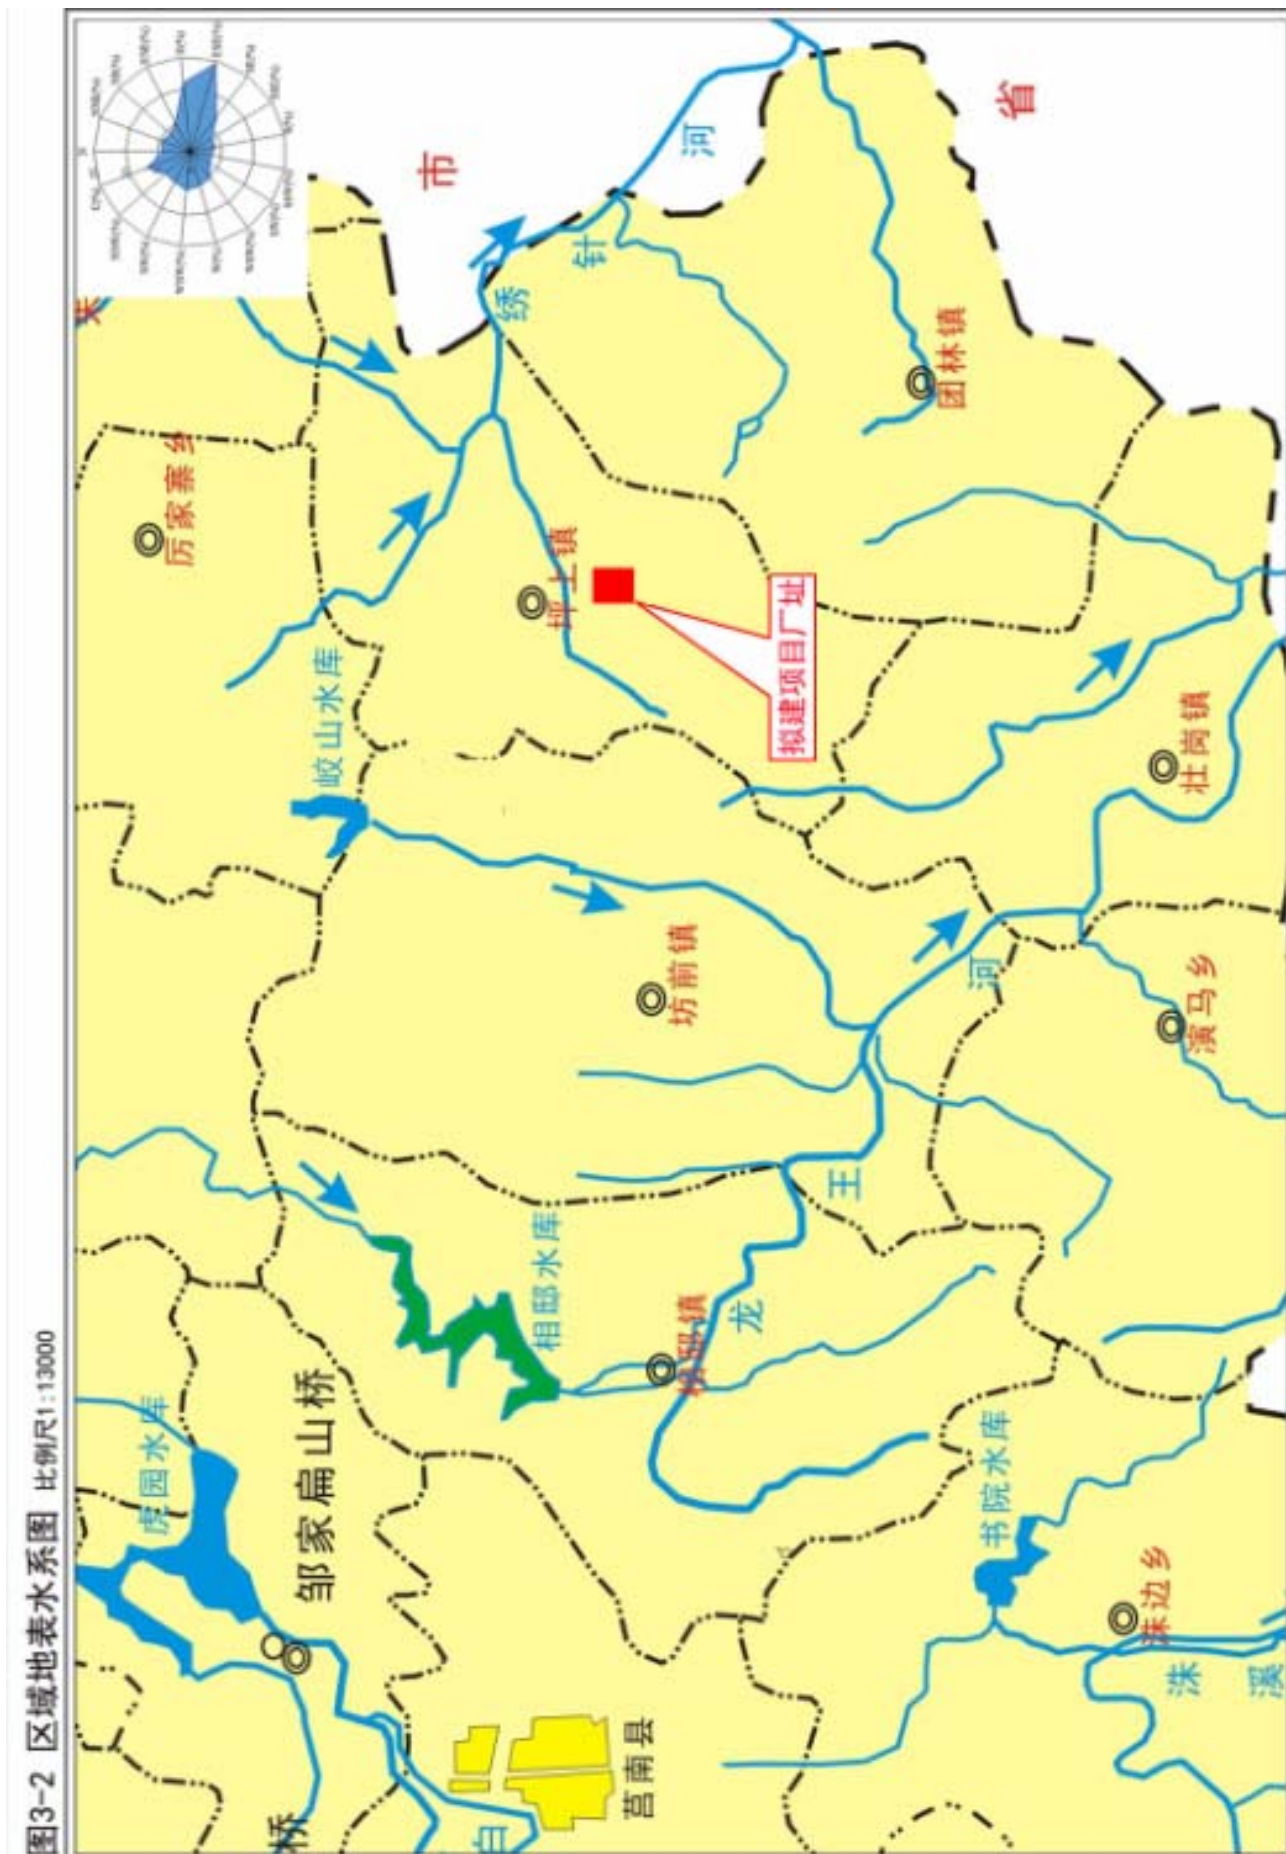 图3-2 区域地表水系图 比例尺1:13000
虎园水库
邹家扁山桥
桥
白
莒南县
厉家寨乡
峧山水库
相邸水库
相邸镇
坊前镇
坪上镇
拟建项目厂址
市
绣
针
河
省
团林镇
龙
王
河
壮岗镇
演马乡
书院水库
洙边乡
洙
溪